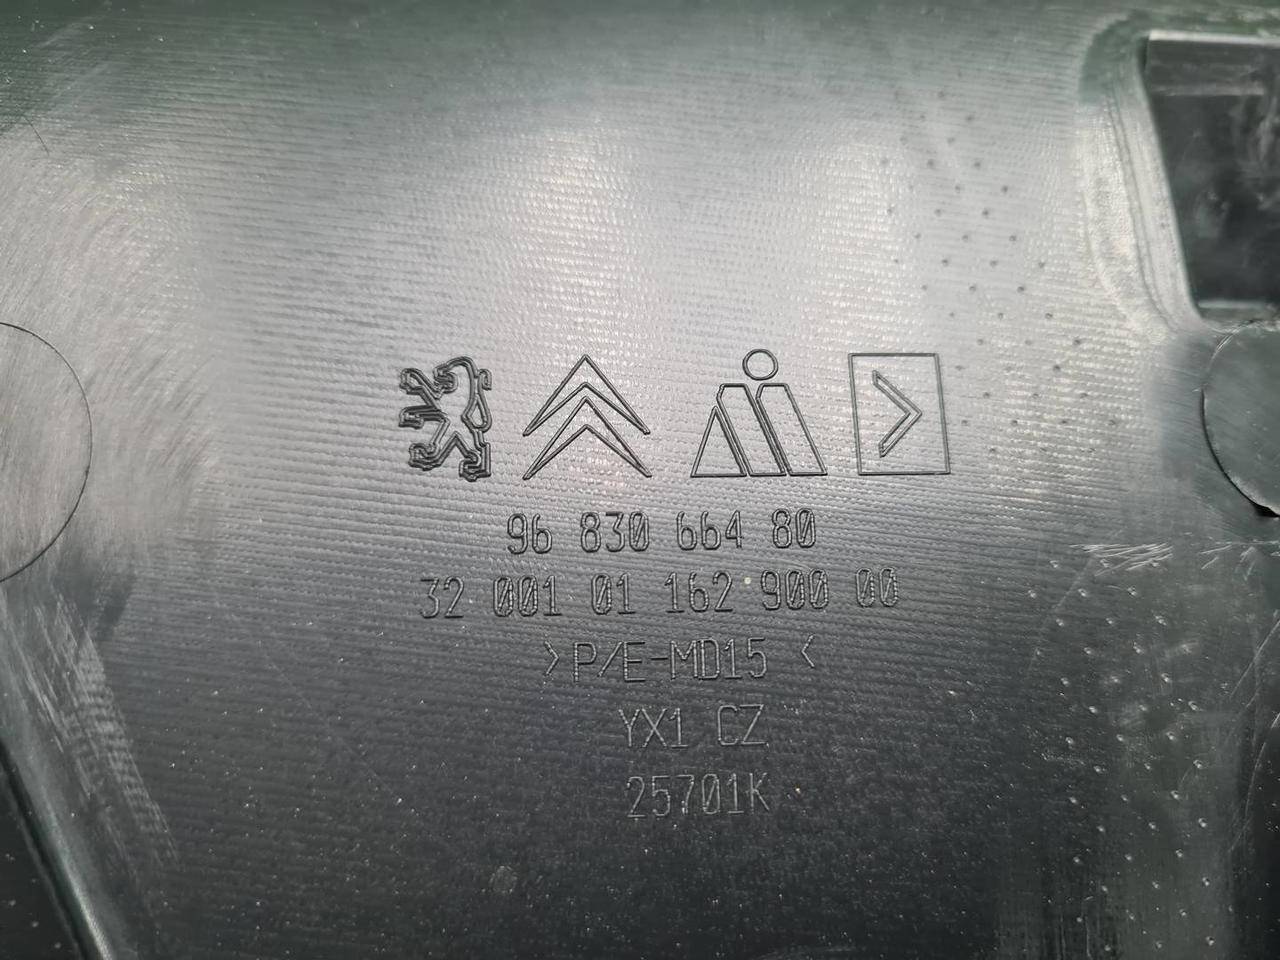 96 830 664 80
32 001 01 162 900 00
>P/E-MD15 <
YX1 CZ
25701K